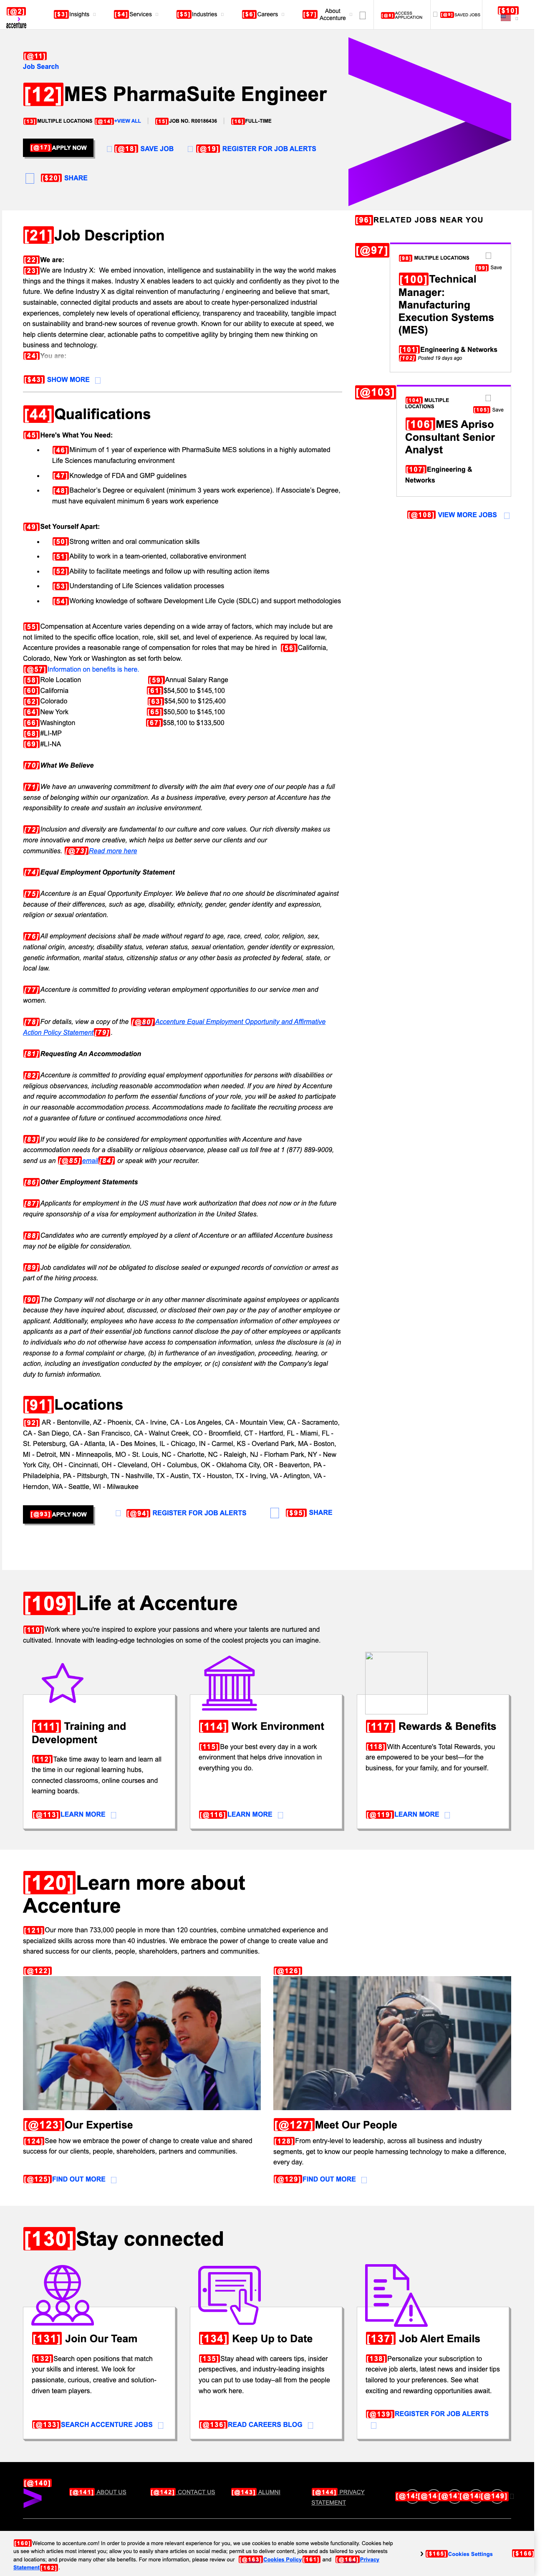 [@2]
accenture
[$3] Insights
[$4] Services
[$5] Industries
[$6] Careers
[$7] About Accenture
ACCESS APPLICATION
SAVED JOBS
[$10]
[@11]
Job Search
[12]MES PharmaSuite Engineer
[13]MULTIPLE LOCATIONS [@14]+VIEW ALL
[15]JOB NO. R00186436
[16]FULL-TIME
[@17]APPLY NOW
[@18] SAVE JOB
[@19] REGISTER FOR JOB ALERTS
[$20] SHARE
[21]Job Description
[22]We are:
[23]We are Industry X: We embed innovation, intelligence and sustainability in the way the world makes
things and the things it makes. Industry X enables leaders to act quickly and confidently as they pivot to the
future. We define Industry X as digital reinvention of manufacturing / engineering and believe that smart,
sustainable, connected digital products and assets are about to create hyper-personalized industrial
experiences, completely new levels of operational efficiency, transparency and traceability, tangible impact
on sustainability and brand-new sources of revenue growth. Known for our ability to execute at speed, we
help clients determine clear, actionable paths to competitive agility by enabling them to reinvent their own
business and technology.
[24]You are:
[$43] SHOW MORE
[44]Qualifications
[45]Here's What You Need:
• [46]Minimum of 1 year of experience with PharmaSuite MES solutions in a highly automated
Life Sciences manufacturing environment
• [47]Knowledge of FDA and GMP guidelines
• [48]Bachelor's Degree or equivalent (minimum 3 years work experience). If Associate's Degree,
must have equivalent minimum 6 years work experience
[49]Set Yourself Apart:
• [50]Strong written and oral communication skills
• [51]Ability to work in a team-oriented, collaborative environment
• [52]Ability to facilitate meetings and follow up with resulting action items
• [53]Understanding of Life Sciences validation processes
• [54]Working knowledge of software Development Life Cycle (SDLC) and support methodologies
[55]Compensation at Accenture varies depending on a wide array of factors, which may include but are
not limited to the specific office location, role, skill set, and level of experience. As required by local law,
Accenture provides a reasonable range of compensation for roles that may be hired in [56]California,
Colorado, New York or Washington as set forth below.
[@57]Information on benefits is here.
[58]Role Location [59]Annual Salary Range
[60]California [61]$54,500 to $145,100
[62]Colorado [63]$54,500 to $125,400
[64]New York [65]$50,500 to $145,100
[66]Washington [67]$58,100 to $133,500
[68]#LI-MP
[69]#LI-NA
[70]What We Believe
[71]We have an unwavering commitment to diversity with the aim that every one of our people has a full
sense of belonging within our organization. As a business imperative, every person at Accenture has the
responsibility to create and sustain an inclusive environment.
[72]Inclusion and diversity are fundamental to our culture and core values. Our rich diversity makes us
more innovative and more creative, which helps us better serve our clients and our
communities. [@73]Read more here
[74]Equal Employment Opportunity Statement
[75]Accenture is an Equal Opportunity Employer. We believe that no one should be discriminated against
because of their differences, such as age, disability, ethnicity, gender, gender identity and expression,
religion or sexual orientation.
[76]All employment decisions shall be made without regard to age, race, creed, color, religion, sex,
national origin, ancestry, disability status, veteran status, sexual orientation, gender identity or expression,
genetic information, marital status, citizenship status or any other basis as protected by federal, state, or
local law.
[77]Accenture is committed to providing veteran employment opportunities to our service men and
women.
[78]For details, view a copy of the [@80]Accenture Equal Employment Opportunity and Affirmative
Action Policy Statement[79].
[81]Requesting An Accommodation
[82]Accenture is committed to providing equal employment opportunities for persons with disabilities or
religious observances, including reasonable accommodation when needed. If you are hired by Accenture
and require accommodation to perform the essential functions of your role, you will be asked to participate
in our reasonable accommodation process. Accommodations made to facilitate the recruiting process are
not a guarantee of future or continued accommodations once hired.
[83]If you would like to be considered for employment opportunities with Accenture and have
accommodation needs for a disability or religious observance, please call us toll free at 1 (877) 889-9009,
send us an [@85]email[84] or speak with your recruiter.
[86]Other Employment Statements
[87]Applicants for employment in the US must have work authorization that does not now or in the future
require sponsorship of a visa for employment authorization in the United States.
[88]Candidates who are currently employed by a client of Accenture or an affiliated Accenture business
may not be eligible for consideration.
[89]Job candidates will not be obligated to disclose sealed or expunged records of conviction or arrest as
part of the hiring process.
[90]The Company will not discharge or in any other manner discriminate against employees or applicants
because they have inquired about, discussed, or disclosed their own pay or the pay of another employee or
applicant. Additionally, employees who have access to the compensation information of other employees or
applicants as a part of their essential job functions cannot disclose the pay of other employees or applicants
to individuals who do not otherwise have access to compensation information, unless the disclosure is (a) in
response to a formal complaint or charge, (b) in furtherance of an investigation, proceeding, hearing, or
action, including an investigation conducted by the employer, or (c) consistent with the Company's legal
duty to furnish information.
[91]Locations
[92] AR - Bentonville, AZ - Phoenix, CA - Irvine, CA - Los Angeles, CA - Mountain View, CA - Sacramento,
CA - San Diego, CA - San Francisco, CA - Walnut Creek, CO - Broomfield, CT - Hartford, FL - Miami, FL -
St. Petersburg, GA - Atlanta, IA - Des Moines, IL - Chicago, IN - Carmel, KS - Overland Park, MA - Boston,
MI - Detroit, MN - Minneapolis, MO - St. Louis, NC - Charlotte, NC - Raleigh, NJ - Florham Park, NY - New
York City, OH - Cincinnati, OH - Cleveland, OH - Columbus, OK - Oklahoma City, OR - Beaverton, PA -
Philadelphia, PA - Pittsburgh, TN - Nashville, TX - Austin, TX - Houston, TX - Irving, VA - Arlington, VA -
Herndon, WA - Seattle, WI - Milwaukee
[@93]APPLY NOW
[@94] REGISTER FOR JOB ALERTS
[$95] SHARE
[96]RELATED JOBS NEAR YOU
[@97]
[98] MULTIPLE LOCATIONS
[@99] Save
[100]Technical
Manager:
Manufacturing
Execution Systems
(MES)
[101]Engineering & Networks
[102] Posted 19 days ago
[@103]
[104] MULTIPLE
LOCATIONS
[@105] Save
[106]MES Apriso
Consultant Senior
Analyst
[107]Engineering &
Networks
[@108] VIEW MORE JOBS
[109]Life at Accenture
[110]Work where you're inspired to explore your passions and where your talents are nurtured and
cultivated. Innovate with leading-edge technologies on some of the coolest projects you can imagine.
[111] Training and
Development
[112]Take time away to learn and learn all
the time in our regional learning hubs,
connected classrooms, online courses and
learning boards.
[@113]LEARN MORE
[114] Work Environment
[115]Be your best every day in a work
environment that helps drive innovation in
everything you do.
[@116]LEARN MORE
[117] Rewards & Benefits
[118]With Accenture's Total Rewards, you
are empowered to be your best—for the
business, for your family, and for yourself.
[@119]LEARN MORE
[120]Learn more about
Accenture
[121]Our more than 733,000 people in more than 120 countries, combine unmatched experience and
specialized skills across more than 40 industries. We embrace the power of change to create value and
shared success for our clients, people, shareholders, partners and communities.
[@122]
[@123]Our Expertise
[124]See how we embrace the power of change to create value and shared
success for our clients, people, shareholders, partners and communities.
[@125]FIND OUT MORE
[@126]
[@127]Meet Our People
[128]From entry-level to leadership, across all business and industry
segments, get to know our people harnessing technology to make a difference,
every day.
[@129]FIND OUT MORE
[130]Stay connected
[131] Join Our Team
[132]Search open positions that match
your skills and interest. We look for
passionate, curious, creative and solution-
driven team players.
[@133]SEARCH ACCENTURE JOBS
[134] Keep Up to Date
[135]Stay ahead with careers tips, insider
perspectives, and industry-leading insights
you can put to use today–all from the people
who work here.
[@136]READ CAREERS BLOG
[137] Job Alert Emails
[138]Personalize your subscription to
receive job alerts, latest news and insider tips
tailored to your preferences. See what
exciting and rewarding opportunities await.
[@139]REGISTER FOR JOB ALERTS
[@140]
[@141] ABOUT US
[@142] CONTACT US
[@143] ALUMNI
[@144] PRIVACY
STATEMENT
[@149]
[160]Welcome to accenture.com! In order to provide a more relevant experience for you, we use cookies to enable some website functionality. Cookies help
us see which articles most interest you; allow you to easily share articles on social media; permit us to deliver content, jobs and ads tailored to your interests
and locations; and provide many other site benefits. For more information, please review our [@163]Cookies Policy[161] and [@164]Privacy
Statement[162].
[$165]Cookies Settings
[$166